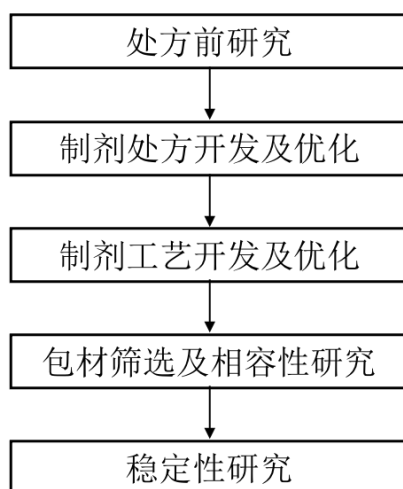 处方前研究
制剂处方开发及优化
制剂工艺开发及优化
包材筛选及相容性研究
稳定性研究